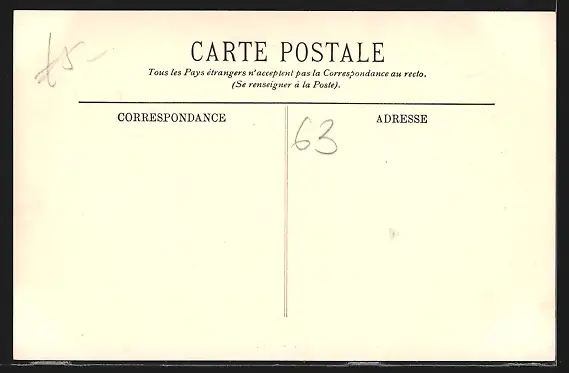 CARTE POSTALE
Tous les Pays étrangers n'acceptent pas la Correspondance au recto.
(Se renseigner à la Poste).
CORRESPONDANCE
ADRESSE
63